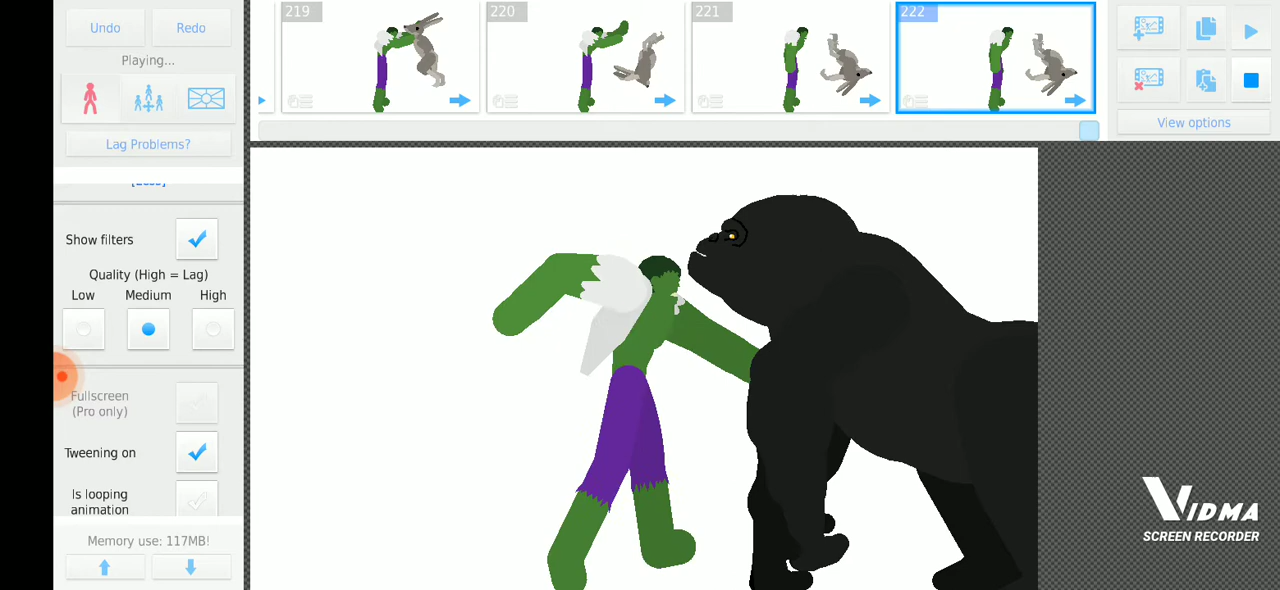 Undo
Redo
Playing...
Lag Problems?
219
220
221
222
View options
Show filters
Quality (High = Lag)
Low
Medium
High
Fullscreen
(Pro only)
Tweening on
Is looping
animation
Memory use: 117MB!
VIDMA
SCREEN RECORDER